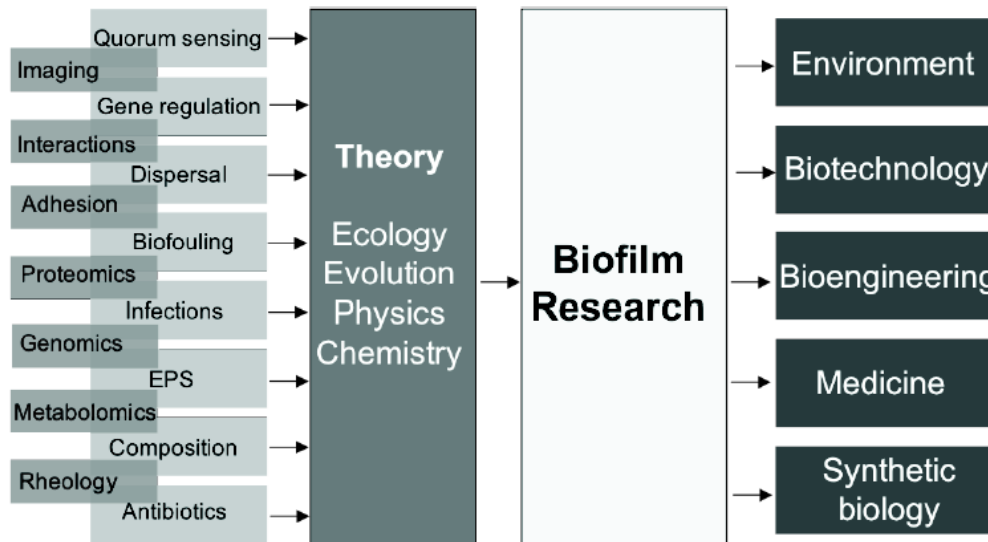 Quorum sensing
Imaging
Gene regulation
Interactions
Dispersal
Adhesion
Biofouling
Proteomics
Infections
Genomics
EPS
Metabolomics
Composition
Rheology
Antibiotics
Theory
Ecology
Evolution
Physics
Chemistry
Biofilm
Research
Environment
Biotechnology
Bioengineering
Medicine
Synthetic
biology